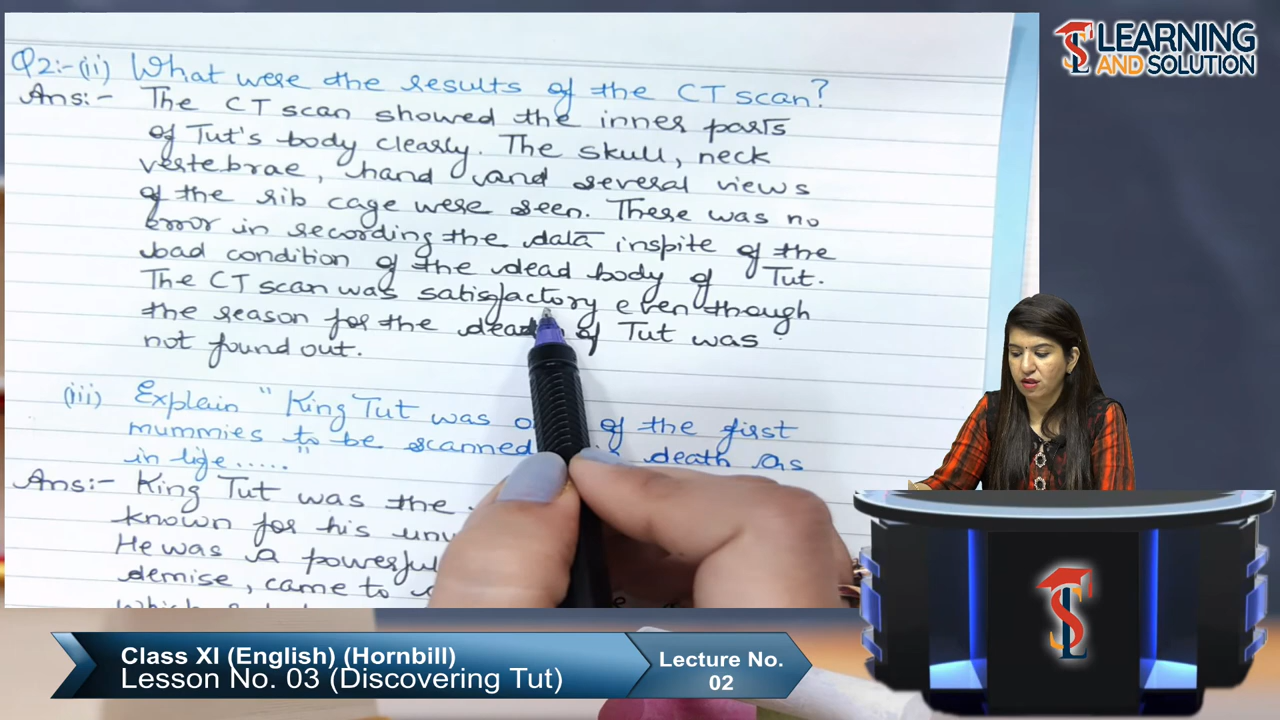 Q2:-(ii) What were the results of the CT scan?
Ans:- The CT scan showed the inner parts
of Tut's body clearly. The skull, neck
vertebrae, hand and several views
of the rib cage were seen. There was no
error in recording the data inspite of the
bad condition of the dead body of Tut.
The CT scan was satisfactory even though
the reason for the dead of Tut was
not found out.
(iii) Explain "King Tut was of the first
mummies to be scanned death as
in life....."
Ans:- King Tut was the
known for his
He was a powerful
demise, came to
LEARNING
AND SOLUTION
Class XI (English) (Hornbill)
Lesson No. 03 (Discovering Tut)
Lecture No.
02